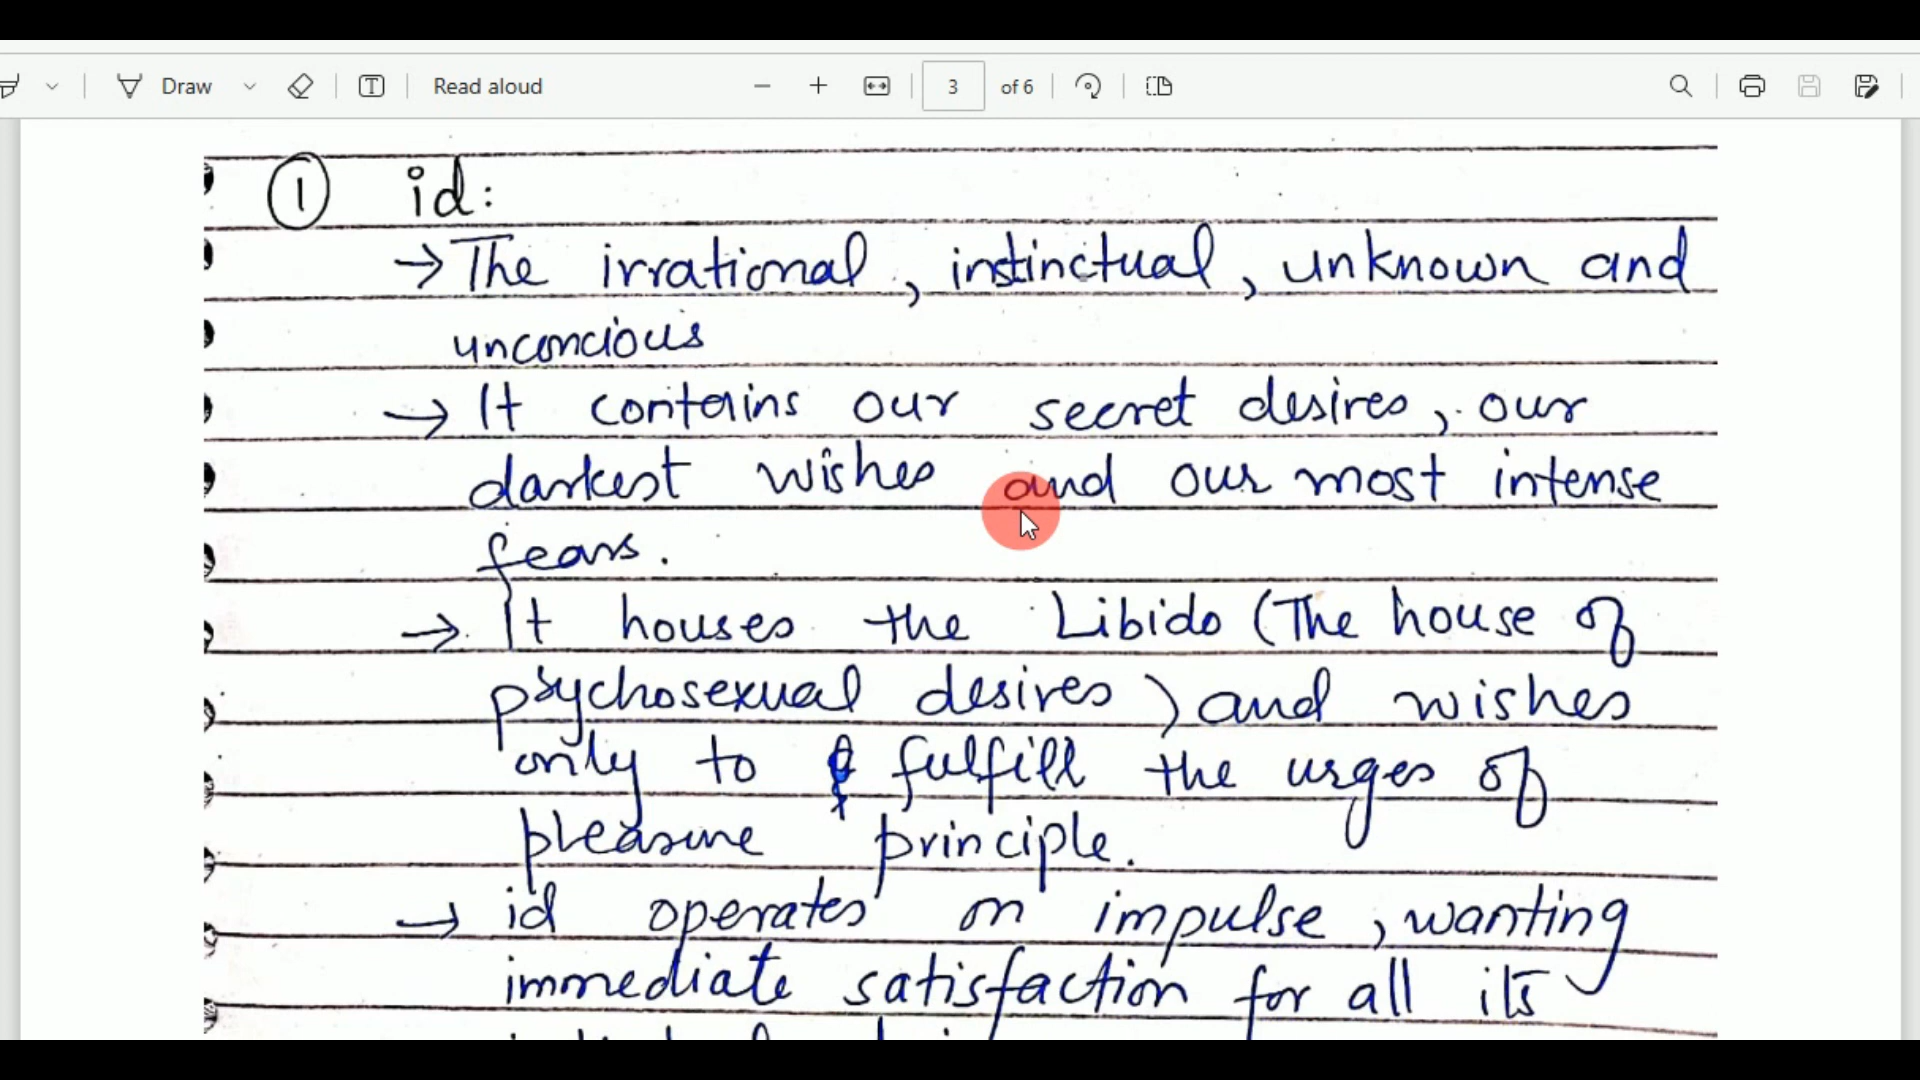 Draw
Read aloud
3 of 6
① id:
→ The irrational, instinctual, unknown and
unconcious
→ It contains our secret desires, our
darkest wishes and our most intense
fears.
→ It houses the Libido (The house of
psychosexual desires) and wishes
only to fulfill the urges of
pleasure principle.
→ id operates on impulse, wanting
immediate satisfaction for all its